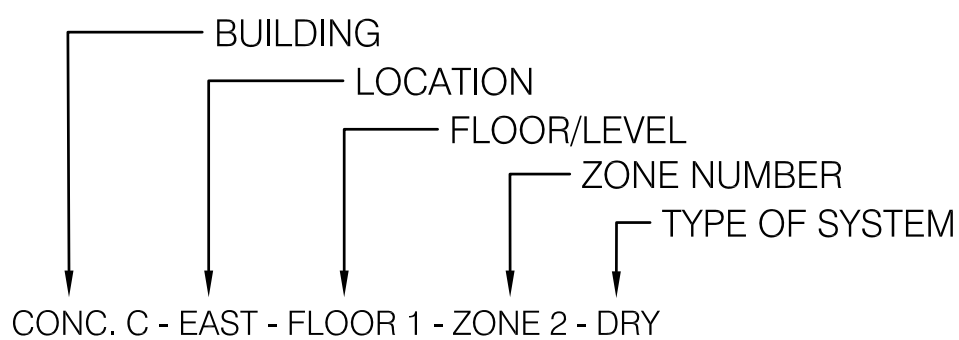 BUILDING
LOCATION
FLOOR/LEVEL
ZONE NUMBER
TYPE OF SYSTEM
CONC. C - EAST - FLOOR 1 - ZONE 2 - DRY